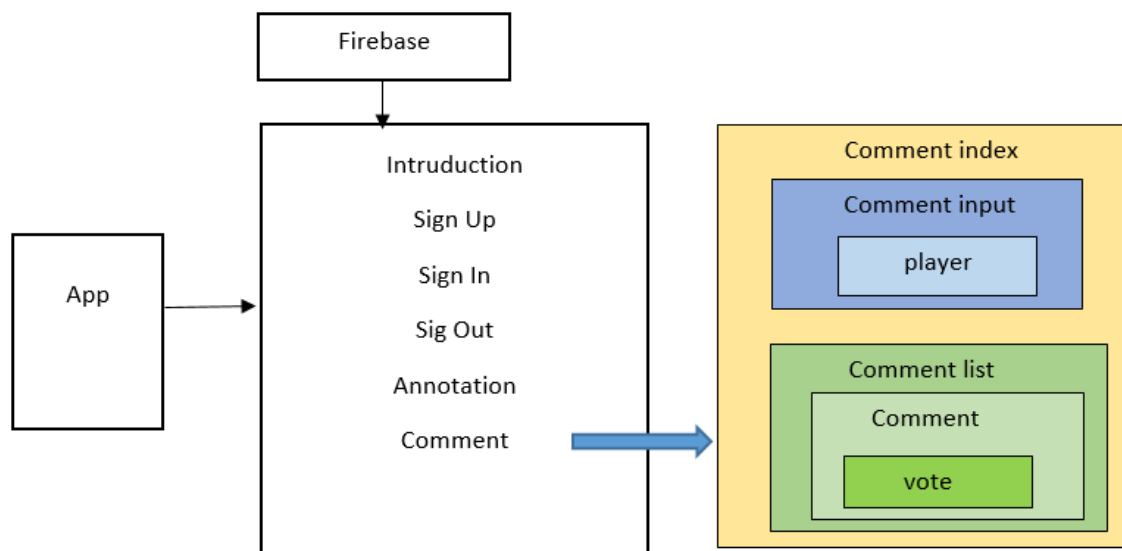 Firebase
App
Intruduction
Sign Up
Sign In
Sig Out
Annotation
Comment
Comment index
Comment input
player
Comment list
Comment
vote